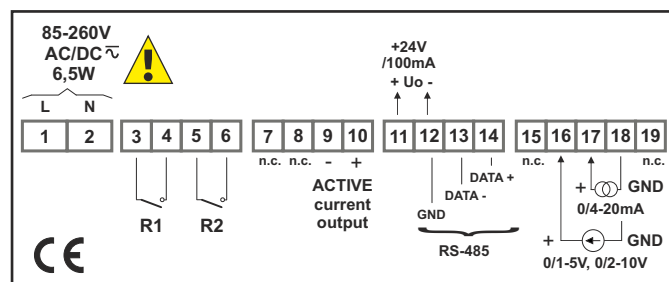 85-260V
AC/DC
6,5W
L N
+24V
/100mA
+ Uo -
1 2 3 4 5 6 7 8 9 10 11 12 13 14 15 16 17 18 19
n.c. n.c. - + n.c. n.c.
R1 R2
ACTIVE
current
output
GND
DATA -
DATA +
RS-485
+ GND
0/4-20mA
+ GND
0/1-5V, 0/2-10V
CE